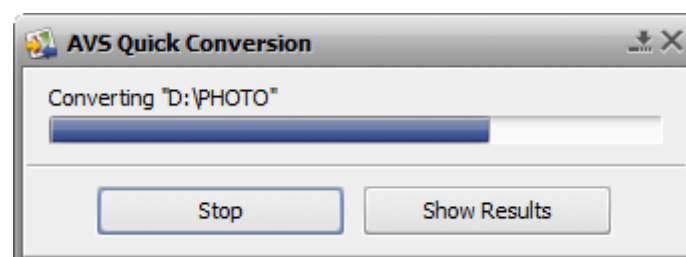 AVS Quick Conversion
Converting "D:\PHOTO"
Stop
Show Results